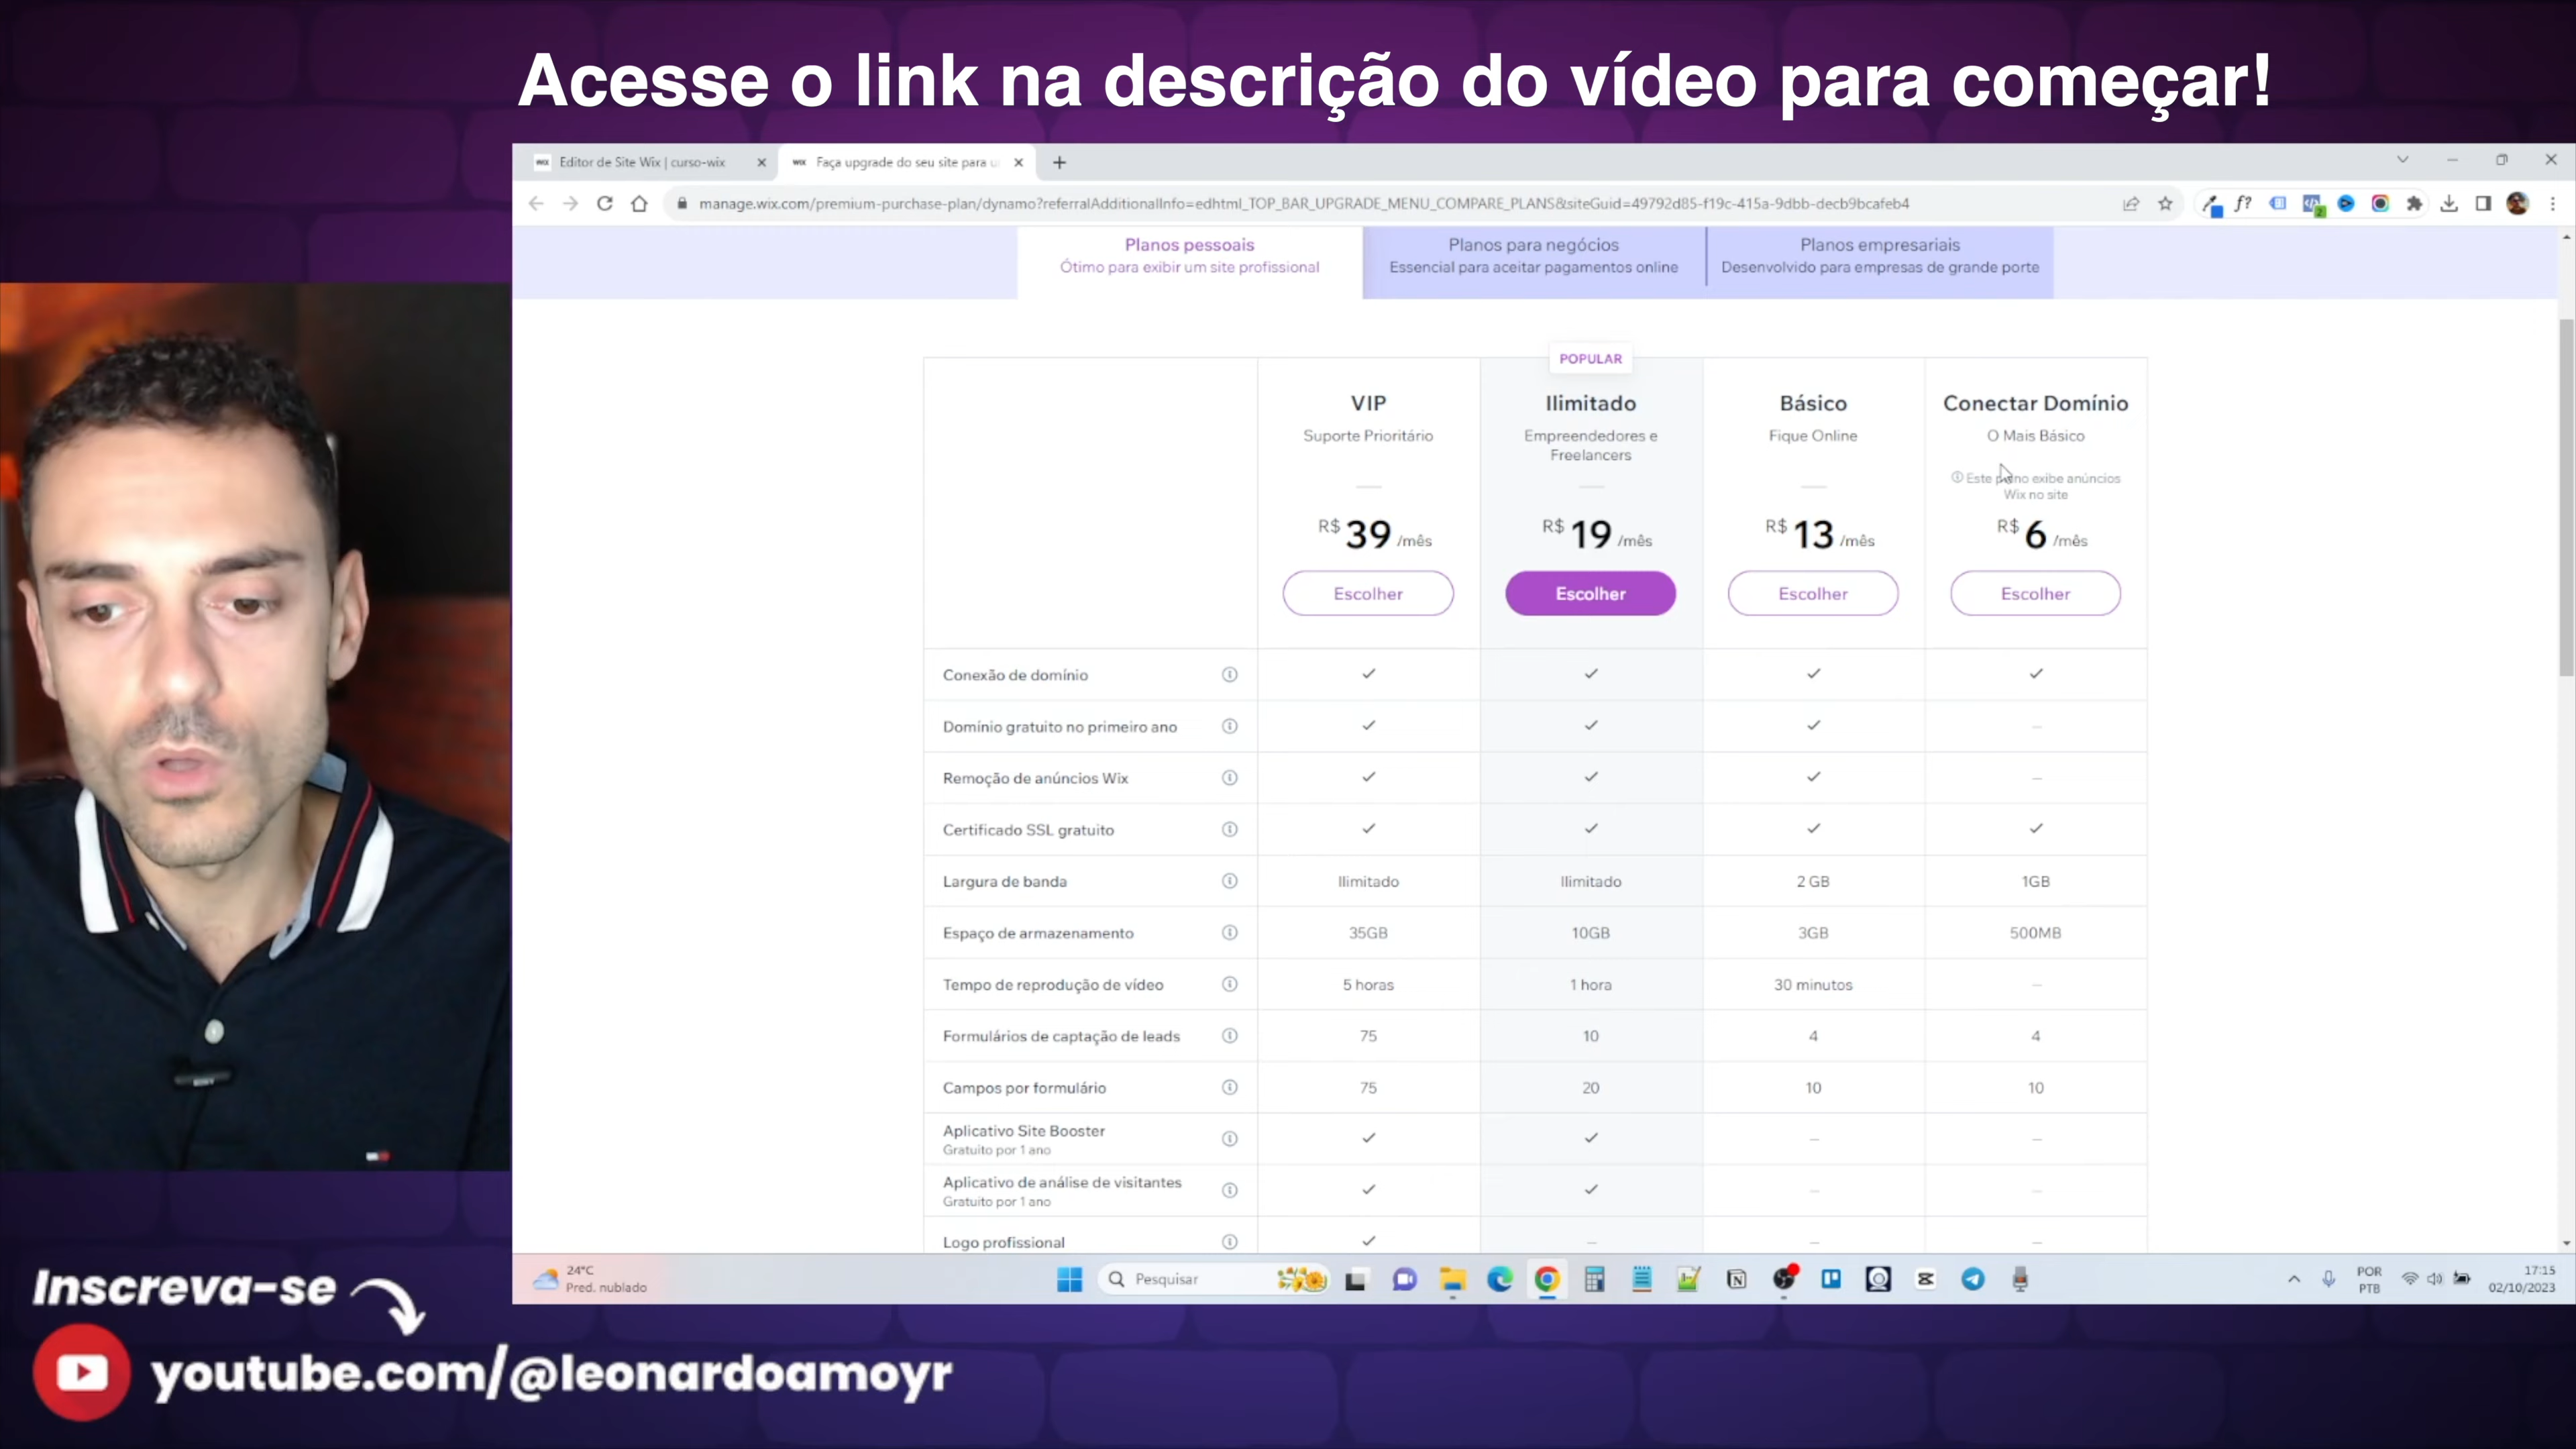 Acesse o link na descrição do vídeo para começar!
WIX Editor de Site Wix | curso-wix
WIX Faça upgrade do seu site para u
manage.wix.com/premium-purchase-plan/dynamo?referralAdditionalInfo=edhtml_TOP_BAR_UPGRADE_MENU_COMPARE_PLANS&siteGuid=49792d85-f19c-415a-9dbb-decb9bcafeb4
Planos pessoais
Ótimo para exibir um site profissional
Planos para negócios
Essencial para aceitar pagamentos online
Planos empresariais
Desenvolvido para empresas de grande porte
POPULAR
VIP
Suporte Prioritário
R$ 39 /mês
Escolher
Ilimitado
Empreendedores e
Freelancers
R$ 19 /mês
Escolher
Básico
Fique Online
R$ 13 /mês
Escolher
Conectar Domínio
O Mais Básico
Este plano exibe anúncios
Wix no site
R$ 6 /mês
Escolher
Conexão de domínio
Domínio gratuito no primeiro ano
Remoção de anúncios Wix
Certificado SSL gratuito
Largura de banda Ilimitado Ilimitado 2 GB 1GB
Espaço de armazenamento 35GB 10GB 3GB 500MB
Tempo de reprodução de vídeo 5 horas 1 hora 30 minutos
Formulários de captação de leads 75 10 4 4
Campos por formulário 75 20 10 10
Aplicativo Site Booster
Gratuito por 1 ano
Aplicativo de análise de visitantes
Gratuito por 1 ano
Logo profissional
24°C
Pred. nublado
Pesquisar
POR
PTB
17:15
02/10/2023
Inscreva-se
youtube.com/@leonardoamoyr